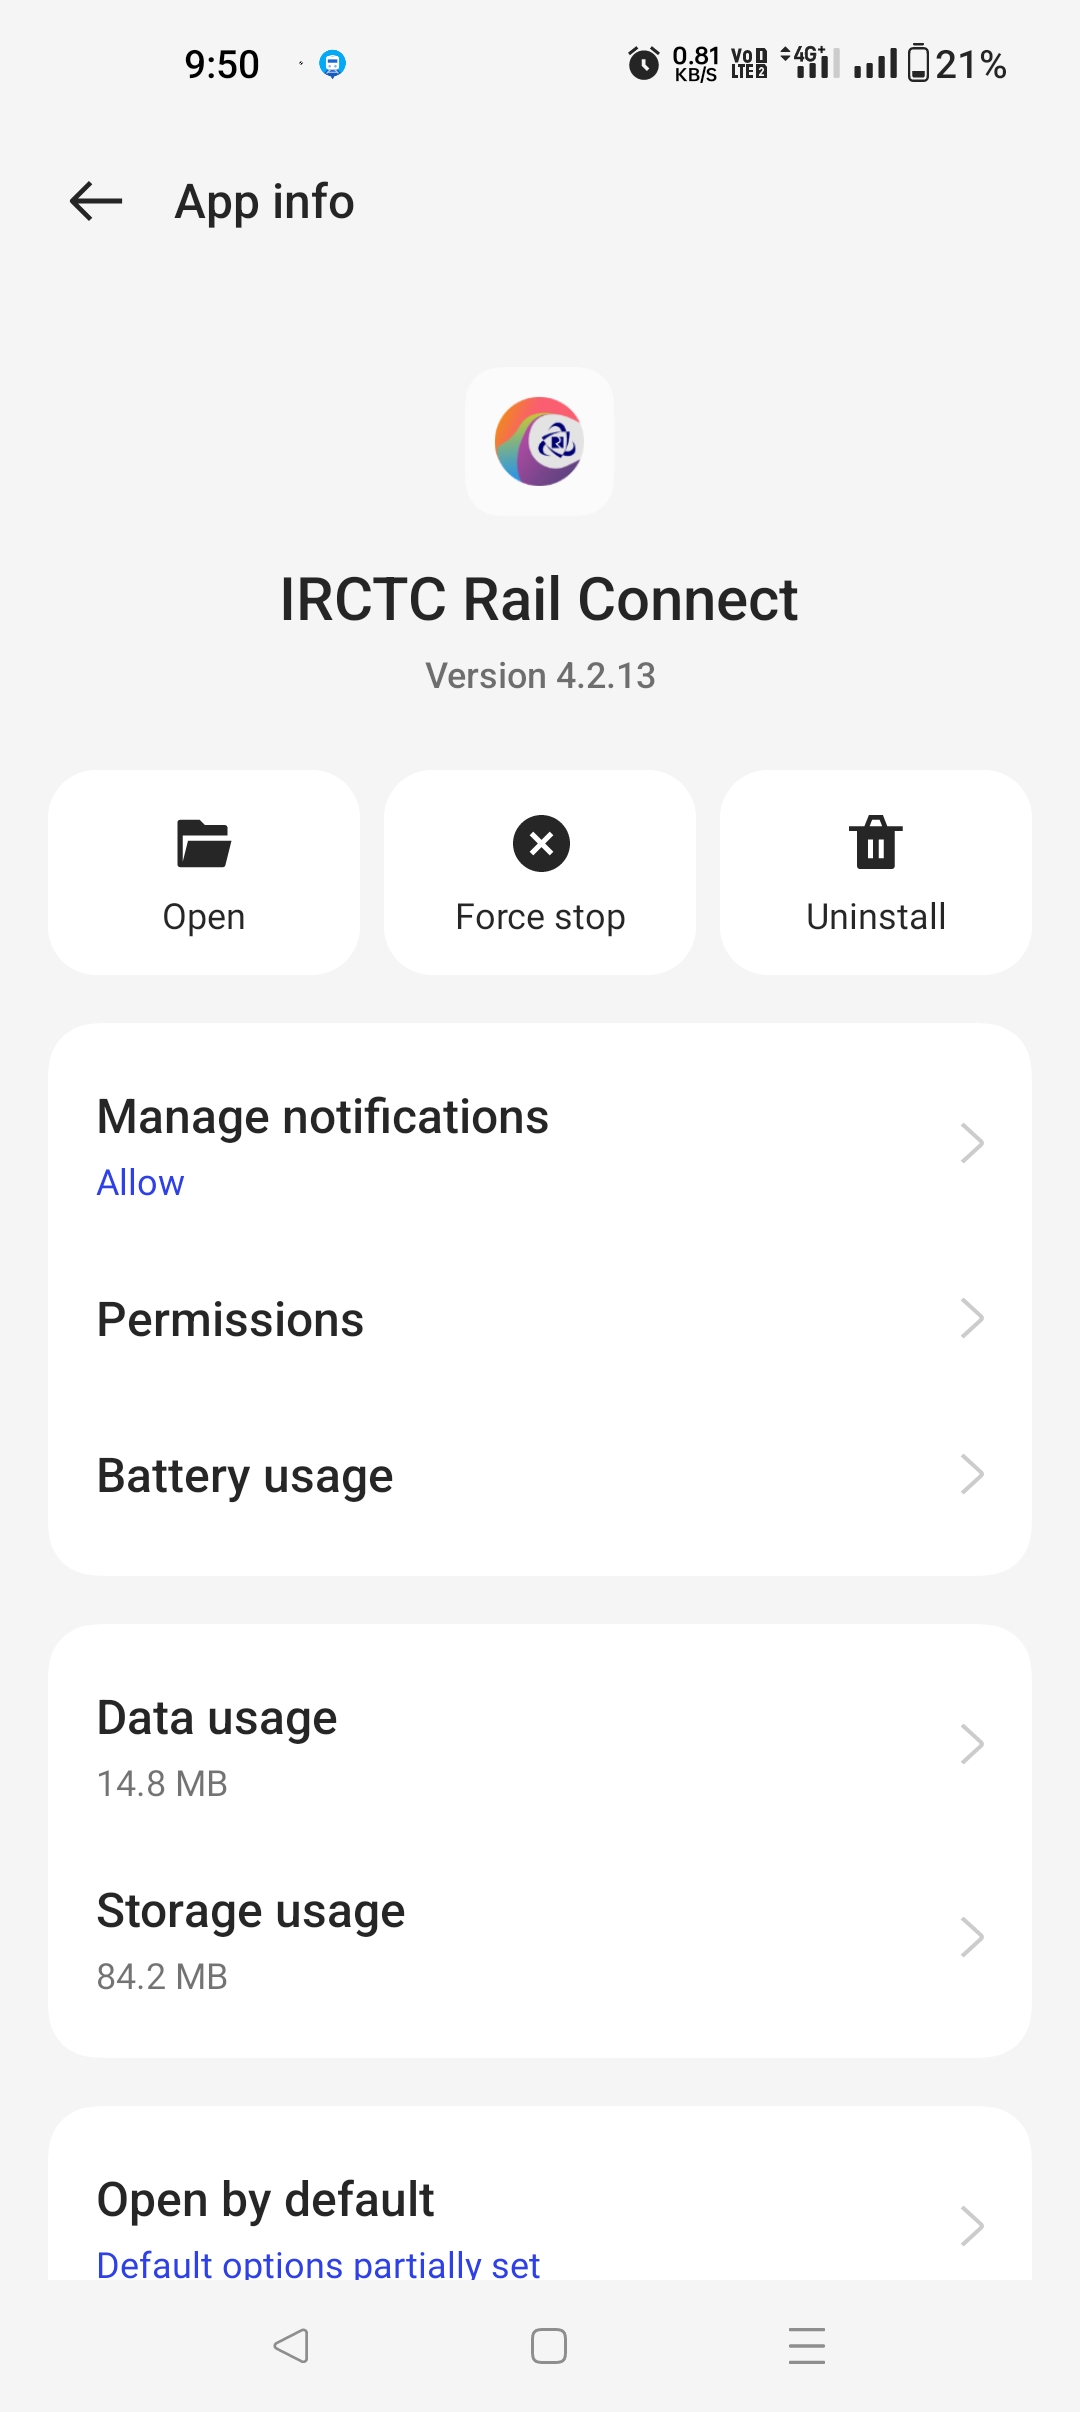 9:50 0.81 KB/S VoLTE 1 2 4G+ 21%
App info
IRCTC Rail Connect
Version 4.2.13
Open Force stop Uninstall
Manage notifications
Allow
Permissions
Battery usage
Data usage
14.8 MB
Storage usage
84.2 MB
Open by default
Default options partially set